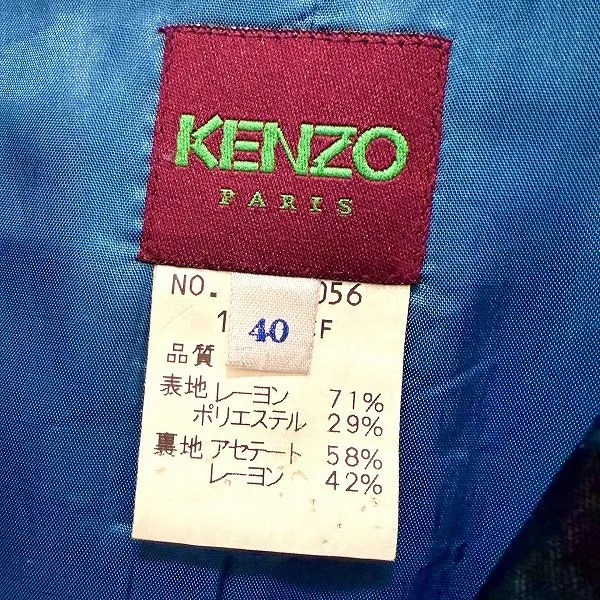 KENZO
PARIS
NO. 056
40
品質
表地 レーヨン 71%
ポリエステル 29%
裏地 アセテート 58%
レーヨン 42%